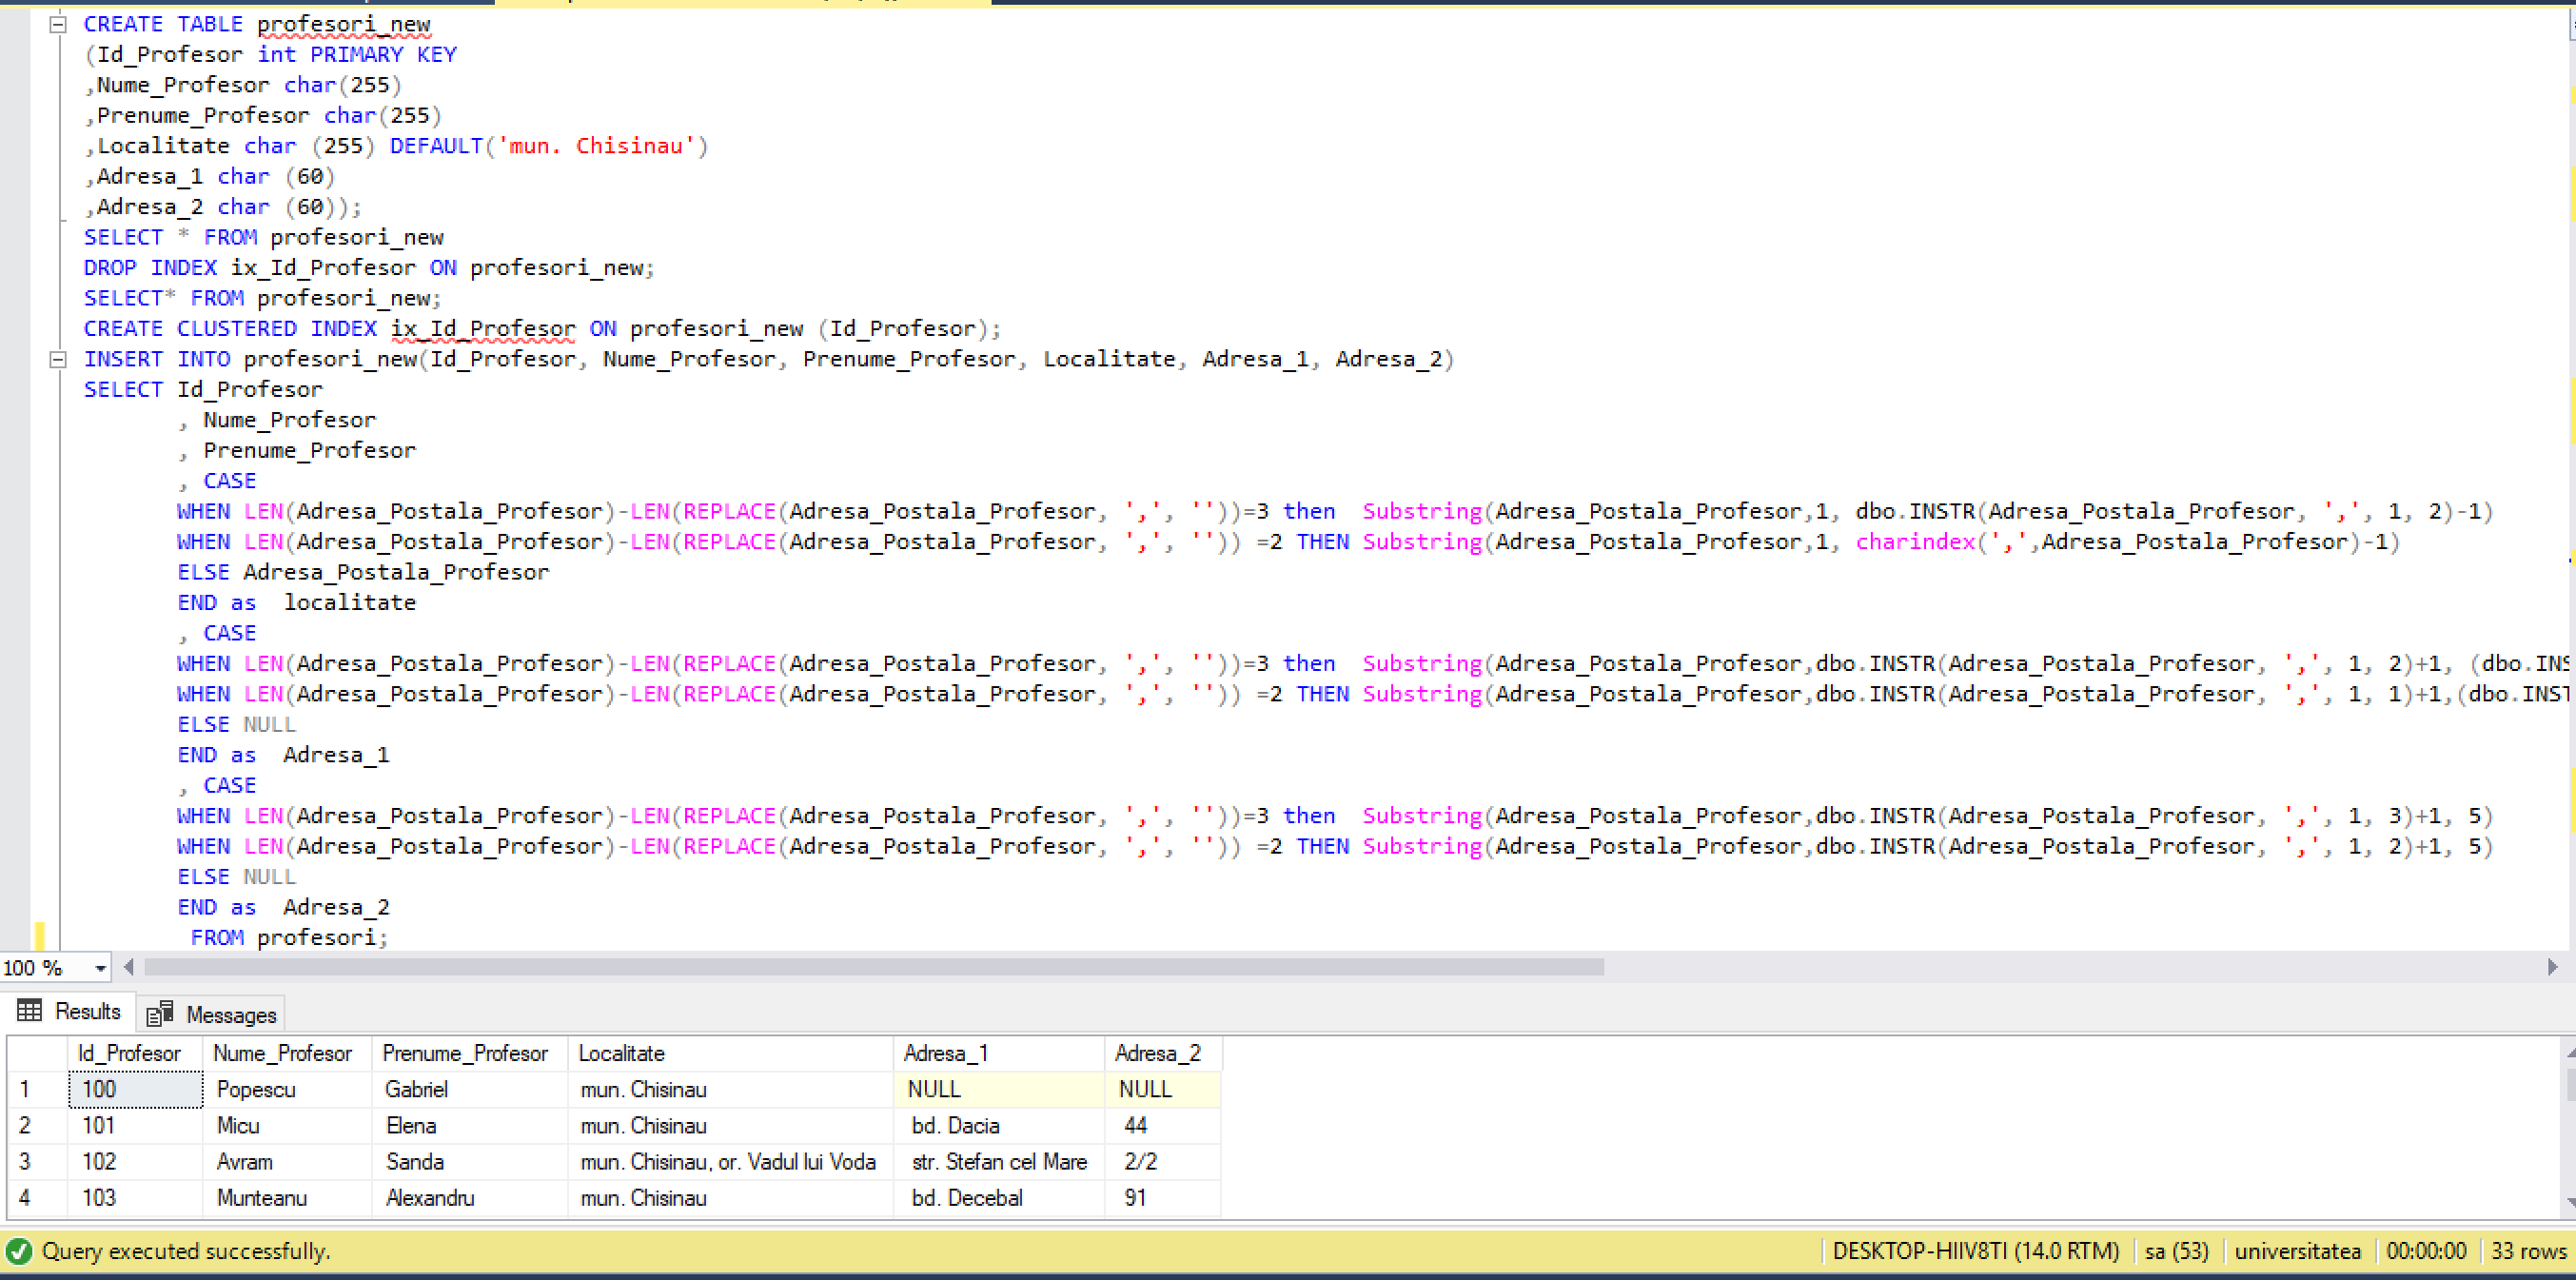 CREATE TABLE profesori_new
(Id_Profesor int PRIMARY KEY
,Nume_Profesor char(255)
,Prenume_Profesor char(255)
,Localitate char (255) DEFAULT('mun. Chisinau')
,Adresa_1 char (60)
,Adresa_2 char (60));
SELECT * FROM profesori_new
DROP INDEX ix_Id_Profesor ON profesori_new;
SELECT* FROM profesori_new;
CREATE CLUSTERED INDEX ix_Id_Profesor ON profesori_new (Id_Profesor);
INSERT INTO profesori_new(Id_Profesor, Nume_Profesor, Prenume_Profesor, Localitate, Adresa_1, Adresa_2)
SELECT Id_Profesor
, Nume_Profesor
, Prenume_Profesor
, CASE
WHEN LEN(Adresa_Postala_Profesor)-LEN(REPLACE(Adresa_Postala_Profesor, ',', ''))=3 then  Substring(Adresa_Postala_Profesor,1, dbo.INSTR(Adresa_Postala_Profesor, ',', 1, 2)-1)
WHEN LEN(Adresa_Postala_Profesor)-LEN(REPLACE(Adresa_Postala_Profesor, ',', '')) =2 THEN Substring(Adresa_Postala_Profesor,1, charindex(',',Adresa_Postala_Profesor)-1)
ELSE Adresa_Postala_Profesor
END as  localitate
, CASE
WHEN LEN(Adresa_Postala_Profesor)-LEN(REPLACE(Adresa_Postala_Profesor, ',', ''))=3 then  Substring(Adresa_Postala_Profesor,dbo.INSTR(Adresa_Postala_Profesor, ',', 1, 2)+1, (dbo.INS
WHEN LEN(Adresa_Postala_Profesor)-LEN(REPLACE(Adresa_Postala_Profesor, ',', '')) =2 THEN Substring(Adresa_Postala_Profesor,dbo.INSTR(Adresa_Postala_Profesor, ',', 1, 1)+1,(dbo.INST
ELSE NULL
END as  Adresa_1
, CASE
WHEN LEN(Adresa_Postala_Profesor)-LEN(REPLACE(Adresa_Postala_Profesor, ',', ''))=3 then  Substring(Adresa_Postala_Profesor,dbo.INSTR(Adresa_Postala_Profesor, ',', 1, 3)+1, 5)
WHEN LEN(Adresa_Postala_Profesor)-LEN(REPLACE(Adresa_Postala_Profesor, ',', '')) =2 THEN Substring(Adresa_Postala_Profesor,dbo.INSTR(Adresa_Postala_Profesor, ',', 1, 2)+1, 5)
ELSE NULL
END as  Adresa_2
FROM profesori;
100 %
Results Messages
Id_Profesor Nume_Profesor Prenume_Profesor Localitate Adresa_1 Adresa_2
1 100 Popescu Gabriel mun. Chisinau NULL NULL
2 101 Micu Elena mun. Chisinau bd. Dacia 44
3 102 Avram Sanda mun. Chisinau, or. Vadul lui Voda str. Stefan cel Mare 2/2
4 103 Munteanu Alexandru mun. Chisinau bd. Decebal 91
Query executed successfully. DESKTOP-HIIV8TI (14.0 RTM) sa (53) universitatea 00:00:00 33 rows